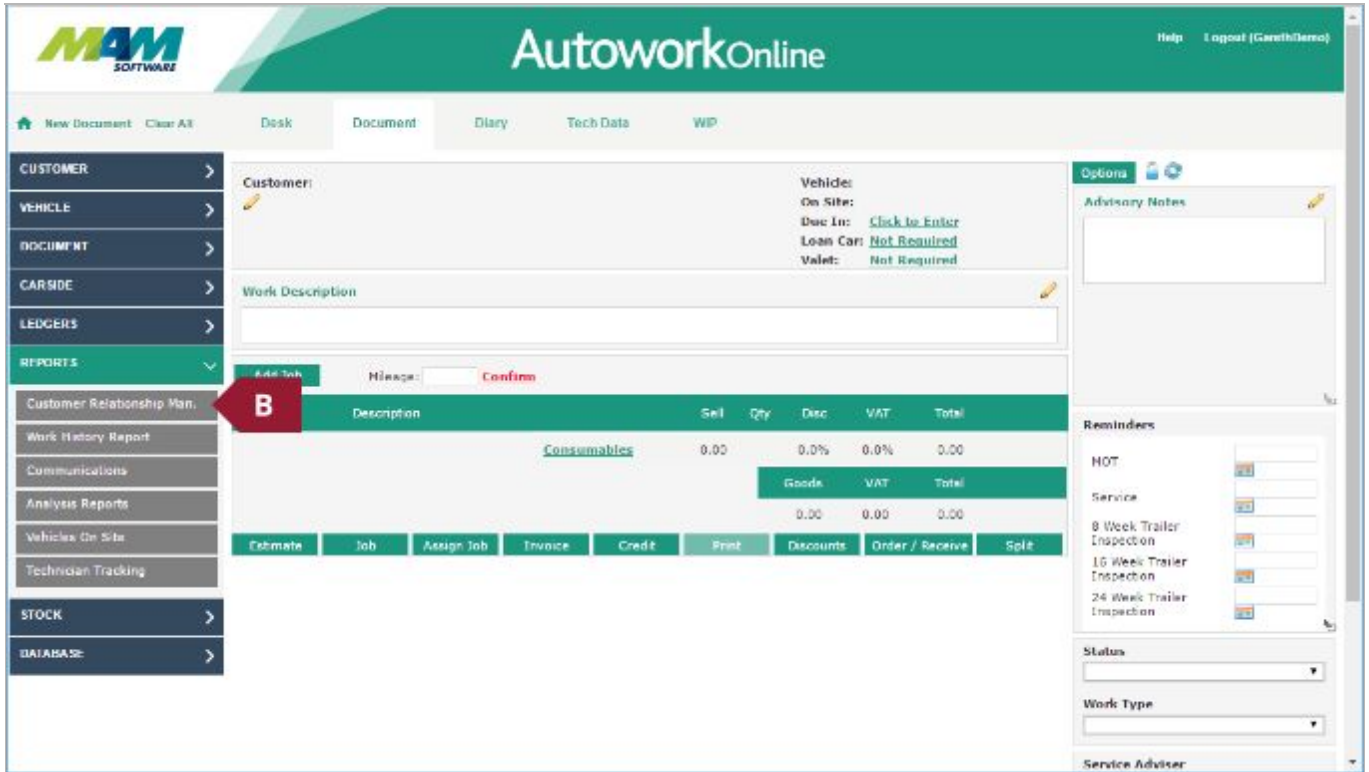 MAM
SOFTWARE
AutoworkOnline
Help Logout (GarethDemo)
New Document Clear All
Desk Document Diary Tech Data WIP
CUSTOMER
VEHICLE
DOCUMENT
CARSIDE
LEDGERS
REPORTS
Customer Relationship Man.
Work History Report
Communications
Analysis Reports
Vehicles On Site
Technician Tracking
STOCK
DATABASE
Customer:
Vehicle:
On Site:
Due In: Click to Enter
Loan Car: Not Required
Valet: Not Required
Work Description
Add Job Mileage: Confirm
B
Description Sell Qty Disc VAT Total
Consumables 0.00 0.0% 0.0% 0.00
Goods VAT Total
0.00 0.00 0.00
Estimate Job Assign Job Invoice Credit Print Discounts Order / Receive Split
Options
Advisory Notes
Reminders
MOT
Service
8 Week Trailer
Inspection
16 Week Trailer
Inspection
24 Week Trailer
Inspection
Status
Work Type
Service Adviser